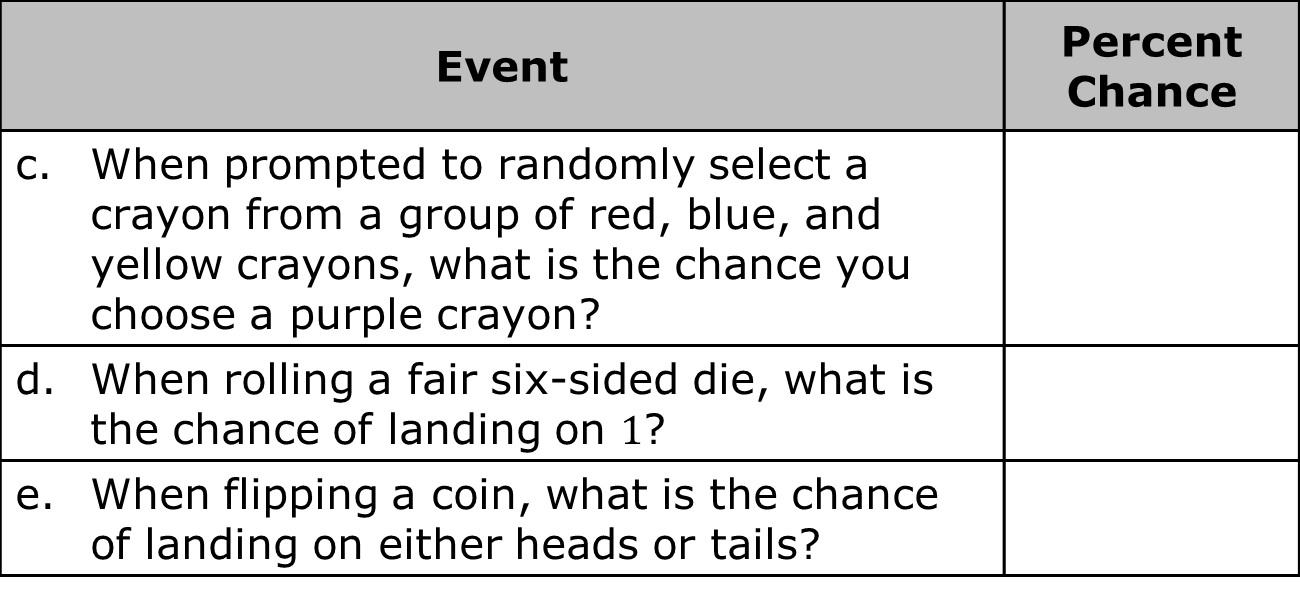 Event
Percent
Chance
c. When prompted to randomly select a
crayon from a group of red, blue, and
yellow crayons, what is the chance you
choose a purple crayon?
d. When rolling a fair six-sided die, what is
the chance of landing on 1?
e. When flipping a coin, what is the chance
of landing on either heads or tails?